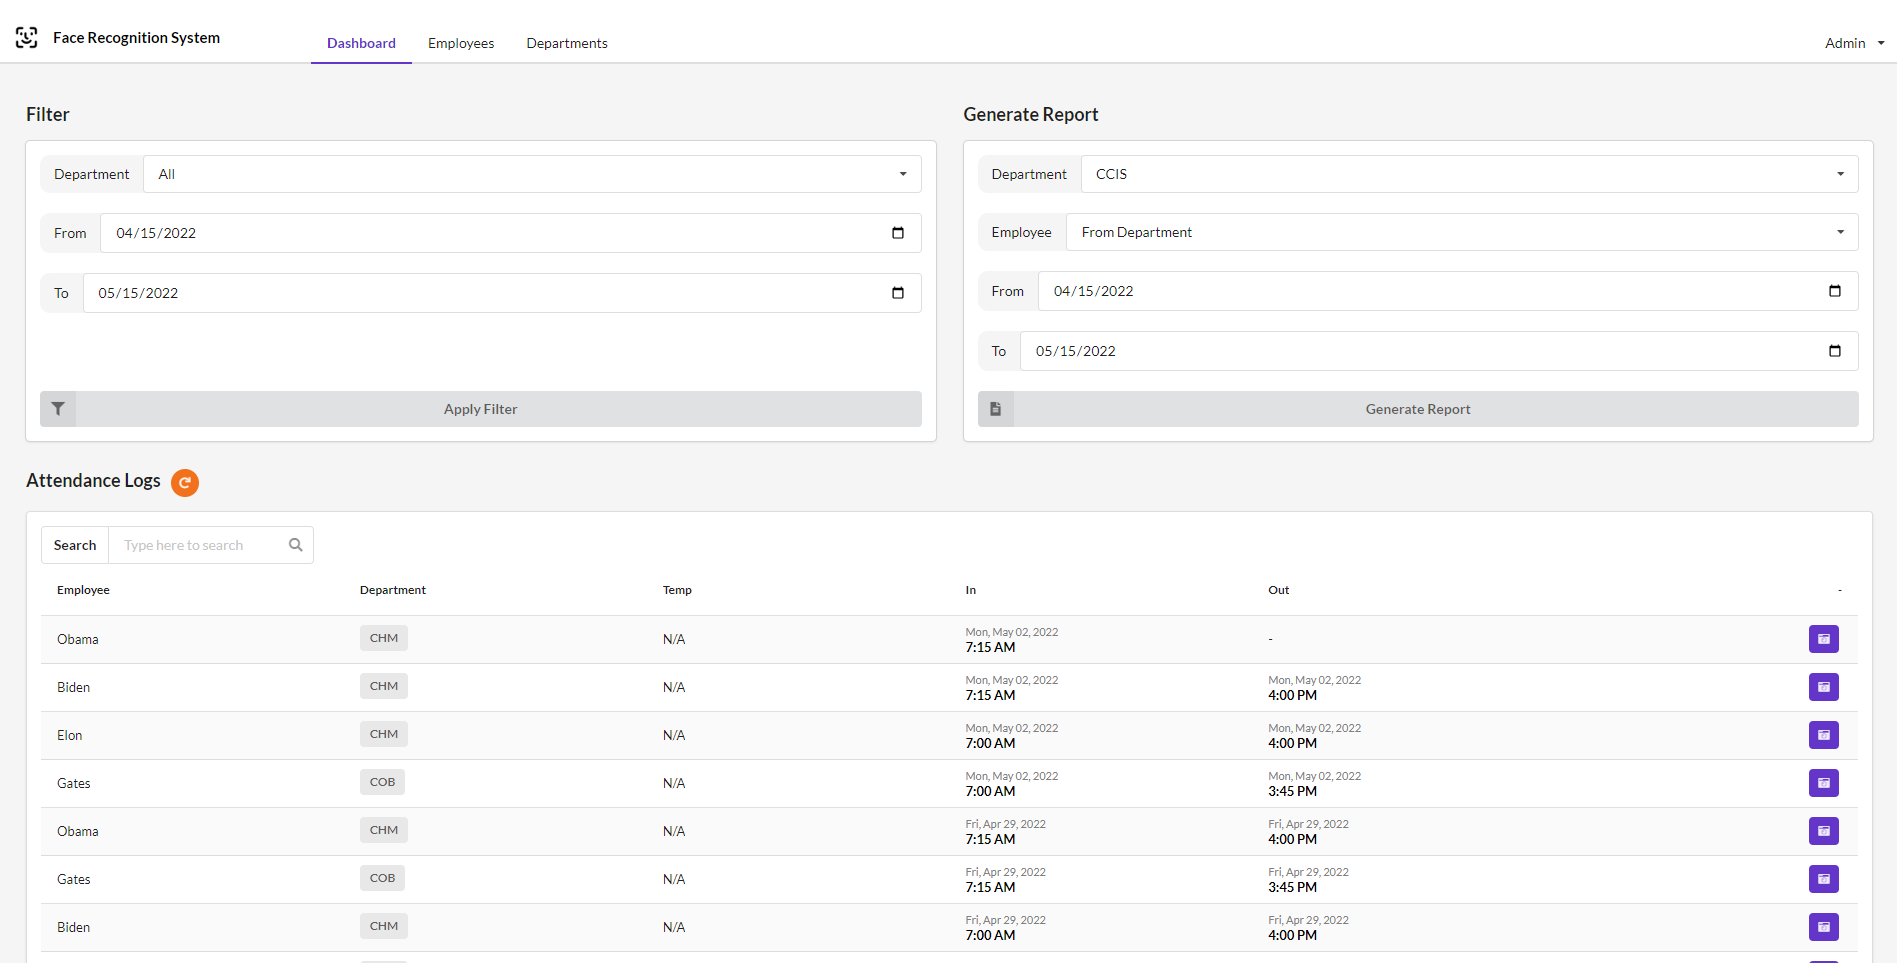 Face Recognition System
Dashboard
Employees
Departments
Admin
Filter
Department
All
From
04/15/2022
To
05/15/2022
Apply Filter
Generate Report
Department
CCIS
Employee
From Department
From
04/15/2022
To
05/15/2022
Generate Report
Attendance Logs
Search
Type here to search
Employee Department Temp In Out -
Obama CHM N/A Mon, May 02, 2022 -
7:15 AM
Biden CHM N/A Mon, May 02, 2022 Mon, May 02, 2022
7:15 AM 4:00 PM
Elon CHM N/A Mon, May 02, 2022 Mon, May 02, 2022
7:00 AM 4:00 PM
Gates COB N/A Mon, May 02, 2022 Mon, May 02, 2022
7:00 AM 3:45 PM
Obama CHM N/A Fri, Apr 29, 2022 Fri, Apr 29, 2022
7:15 AM 4:00 PM
Gates COB N/A Fri, Apr 29, 2022 Fri, Apr 29, 2022
7:15 AM 3:45 PM
Biden CHM N/A Fri, Apr 29, 2022 Fri, Apr 29, 2022
7:00 AM 4:00 PM